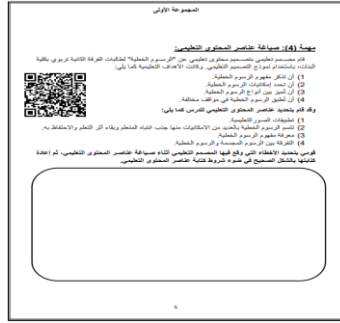 المجموعة الأولى
مهمة (4): صياغة عناصر المحتوى التعليمي:
قام مصمم تعليمي بتصميم محتوى تعليمي عن "الرسوم الخطية" لطالبات الفرقة الثانية تربوي بكلية
البنات، باستخدام نموذج التصميم التعليمي. وكانت الأهداف التعليمية كما يلي:
1) أن تذكر مفهوم الرسوم الخطية.
2) أن تحدد إمكانيات الرسوم الخطية.
3) أن تميز بين أنواع الرسوم الخطية.
4) أن تطبق الرسوم الخطية في مواقف مختلفة.
وقد قام بتحديد عناصر المحتوى التعليمي للدرس كما يلي:
1) تطبيقات الصور التعليمية.
2) تتسم الرسوم الخطية بالعديد من الامكانيات منها جذب انتباه المتعلم وبقاء أثر التعلم والاحتفاظ به.
3) معرفة مفهوم الرسوم الخطية.
4) التفرقة بين الرسوم المجسمة والرسوم الخطية.
قومي بتحديد الأخطاء التي وقع فيها المصمم التعليمي أثناء صياغة عناصر المحتوى التعليمي، ثم إعادة
كتابتها بالشكل الصحيح في ضوء شروط كتابة عناصر المحتوى التعليمي.